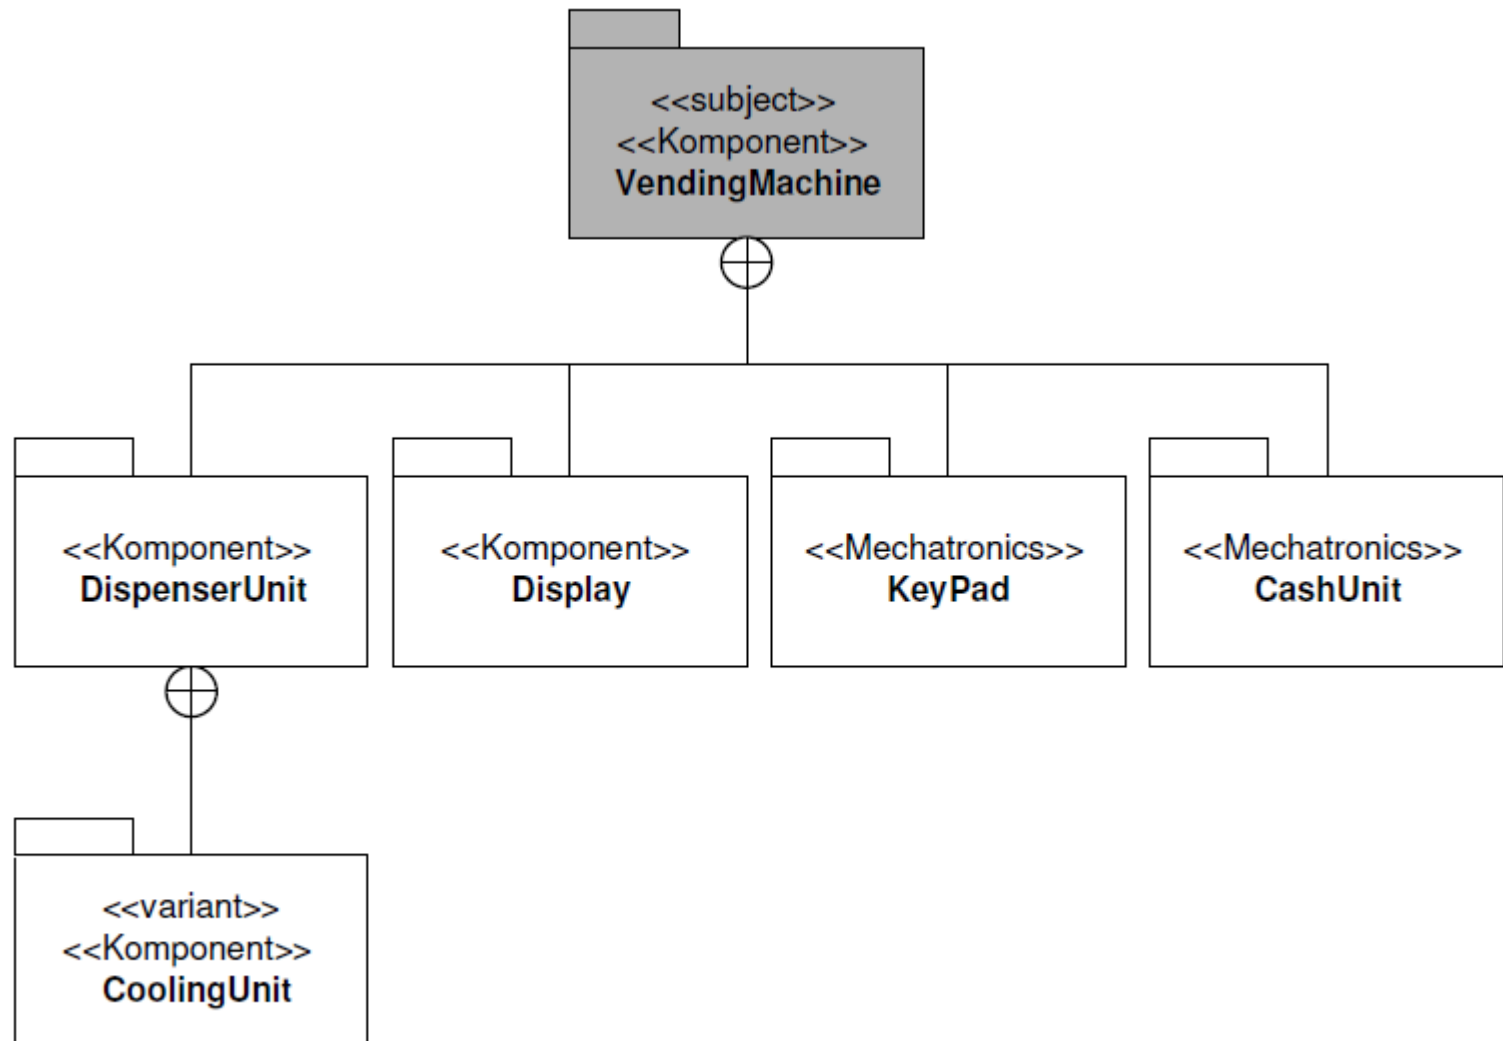 <<subject>>
<<Komponent>>
VendingMachine
<<Komponent>>
DispenserUnit
<<Komponent>>
Display
<<Mechatronics>>
KeyPad
<<Mechatronics>>
CashUnit
<<variant>>
<<Komponent>>
CoolingUnit